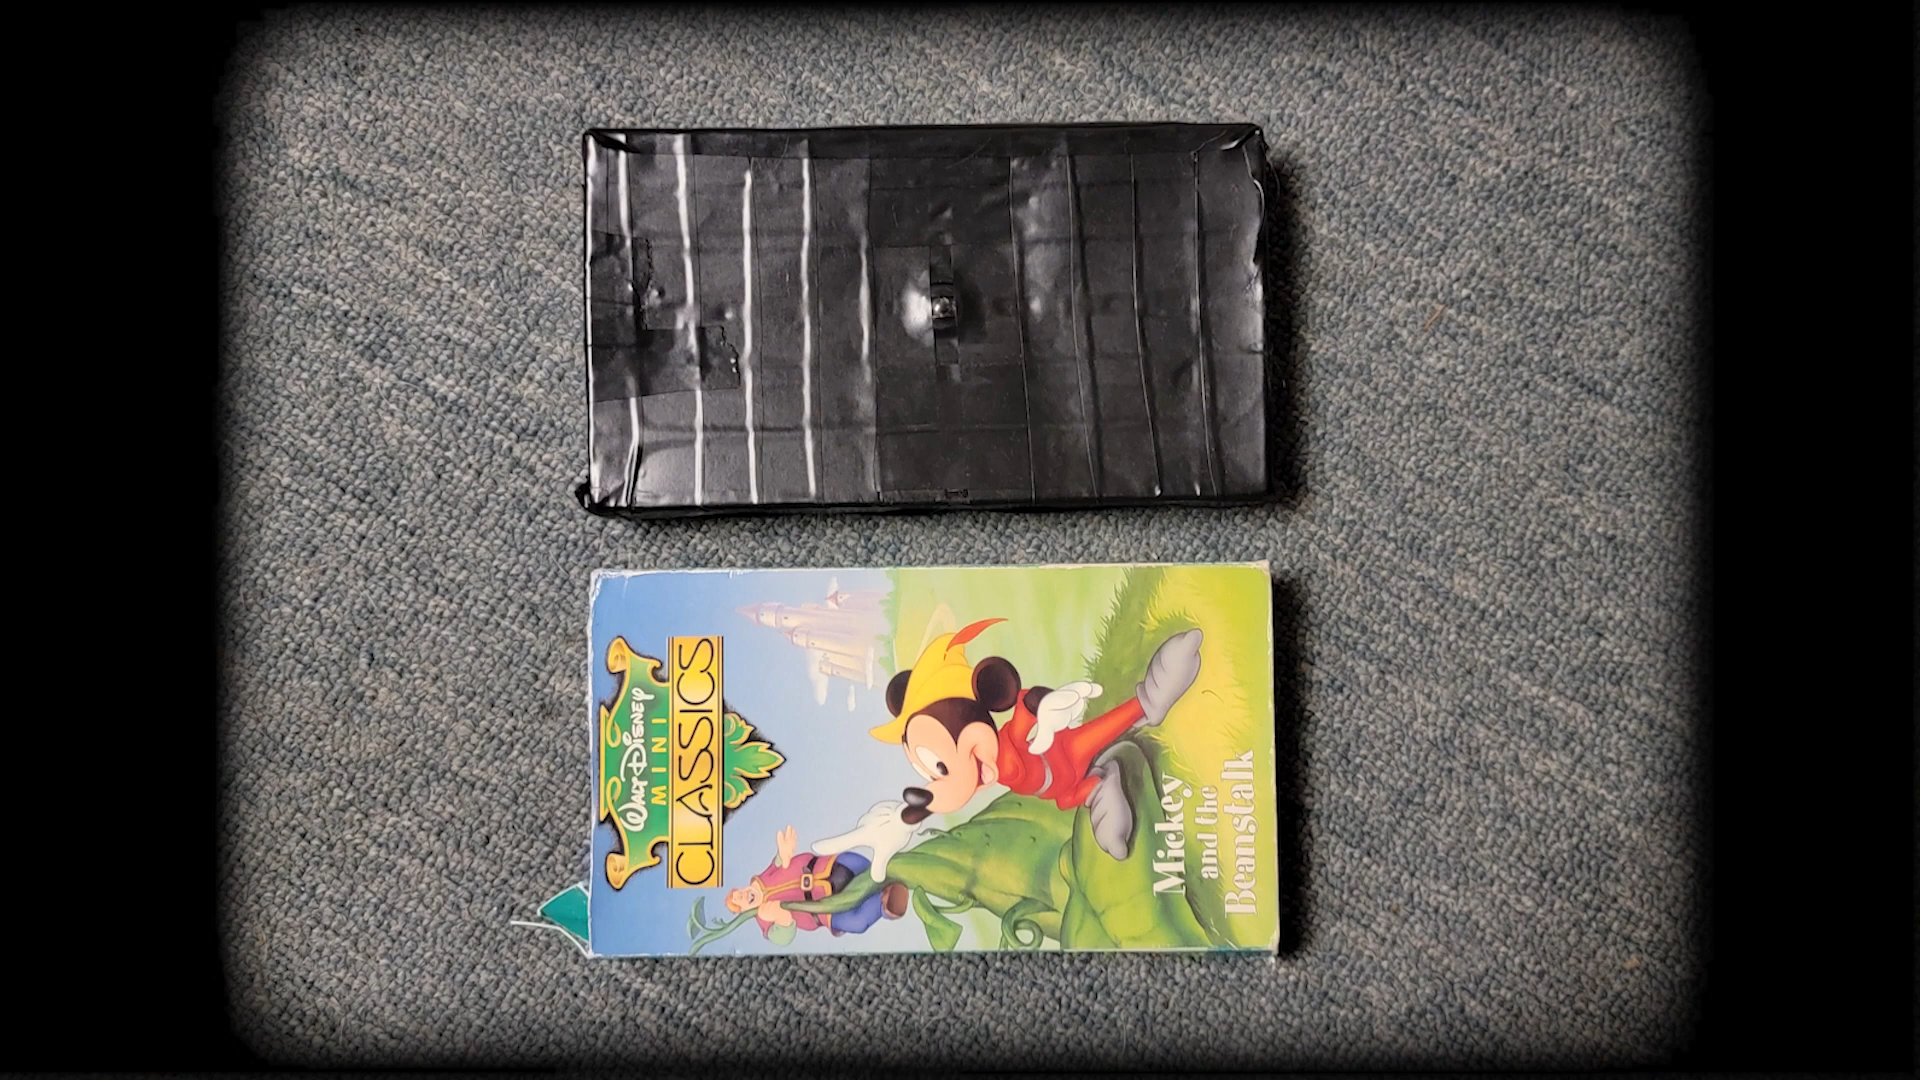 Walt Disney
MINI
CLASSICS
Mickey
and the
Beanstalk